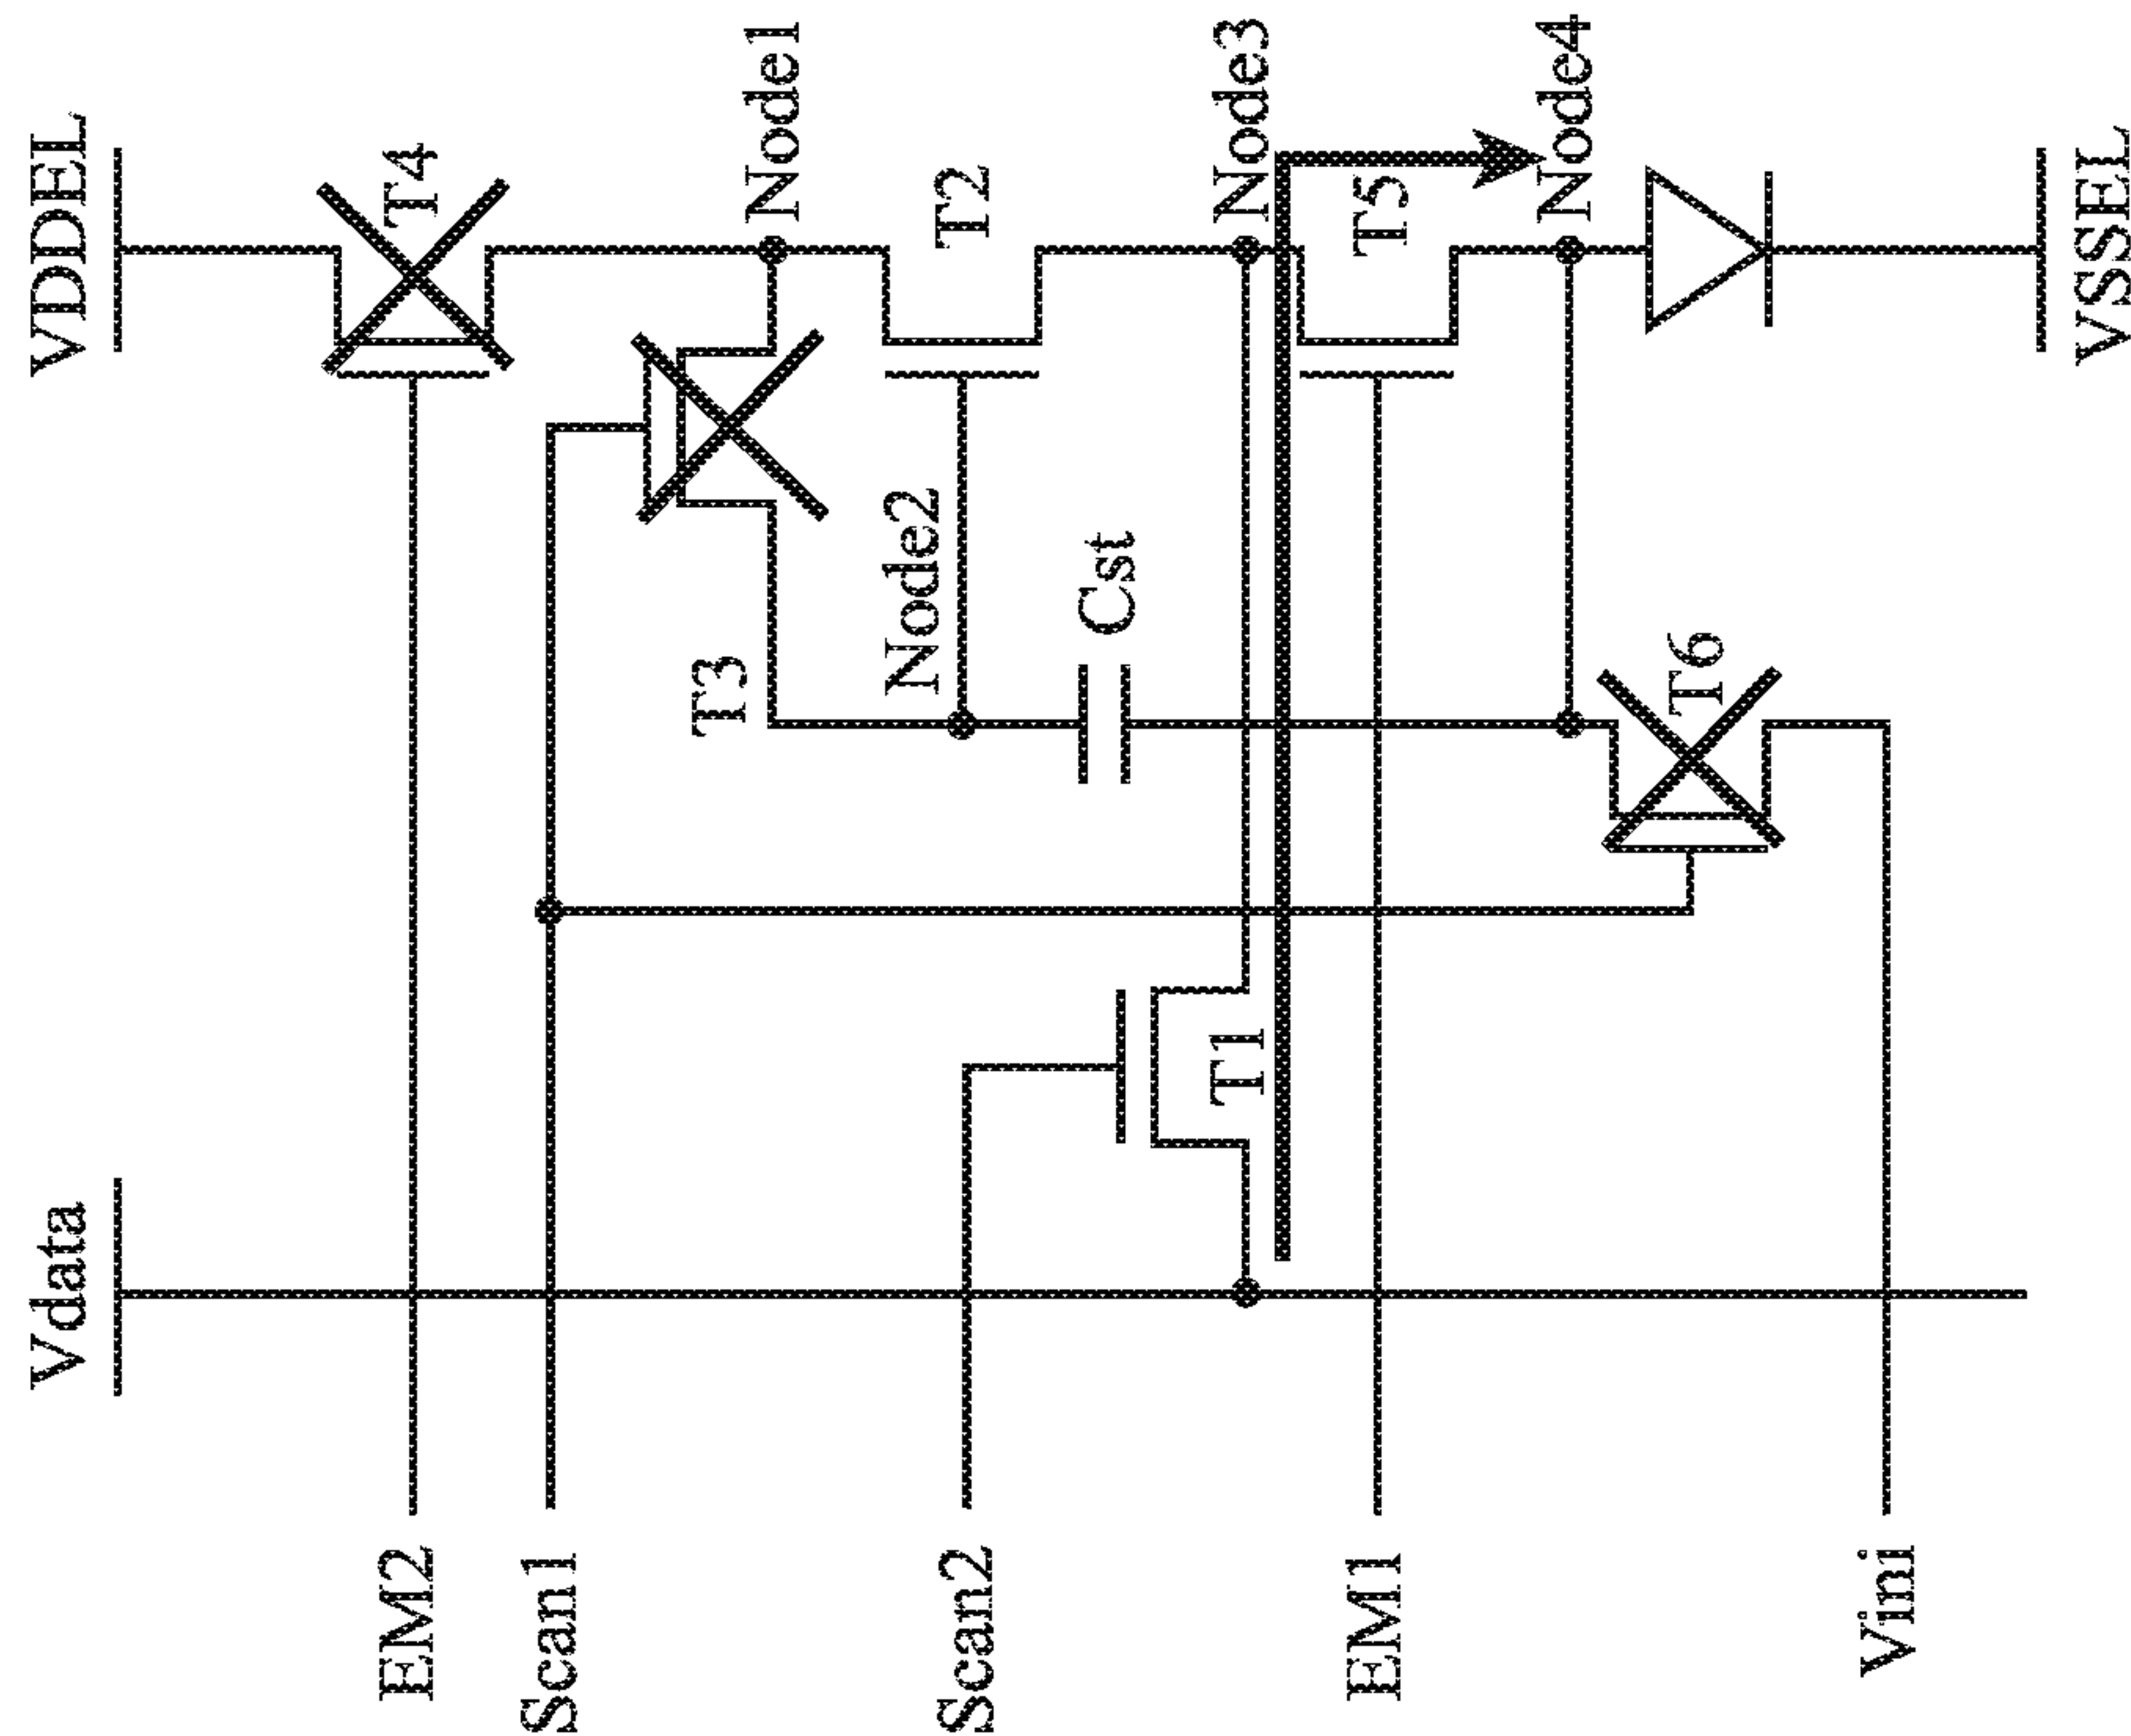 VDDEL
T4
Node1
T2
Node3
T5
Node4
VSSEL
T3
Node2
Cst
T6
T1
Vdata
EM2
Scan1
Scan2
EM1
Vini